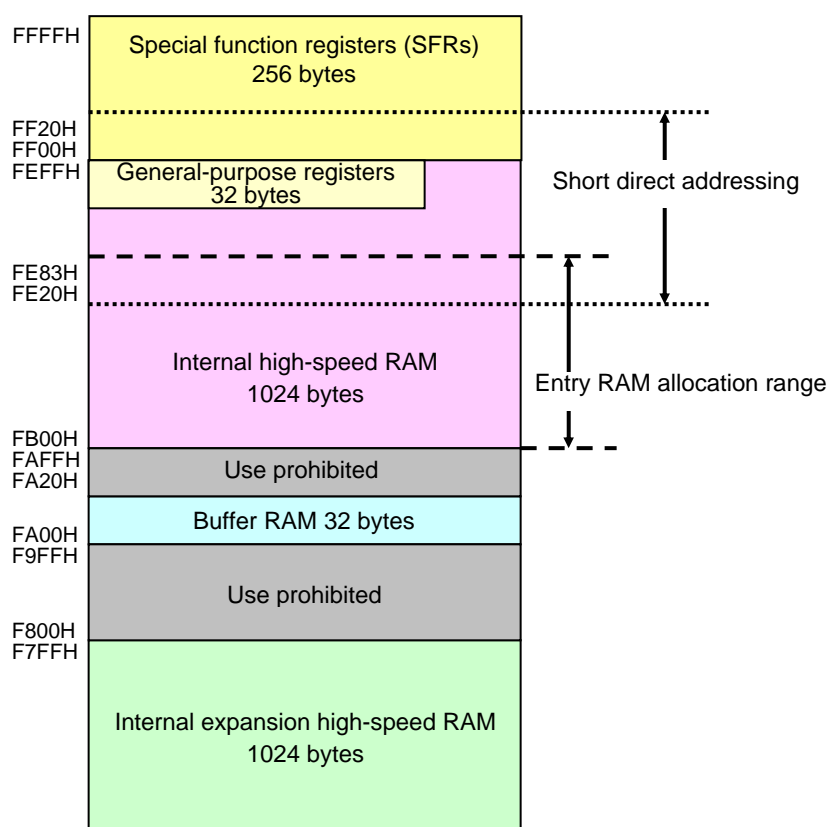 FFFFH
Special function registers (SFRs)
256 bytes
FF20H
FF00H
FEFFH
General-purpose registers
32 bytes
Short direct addressing
FE83H
FE20H
Internal high-speed RAM
1024 bytes
Entry RAM allocation range
FB00H
FAFFH
FA20H
Use prohibited
Buffer RAM 32 bytes
FA00H
F9FFH
Use prohibited
F800H
F7FFH
Internal expansion high-speed RAM
1024 bytes